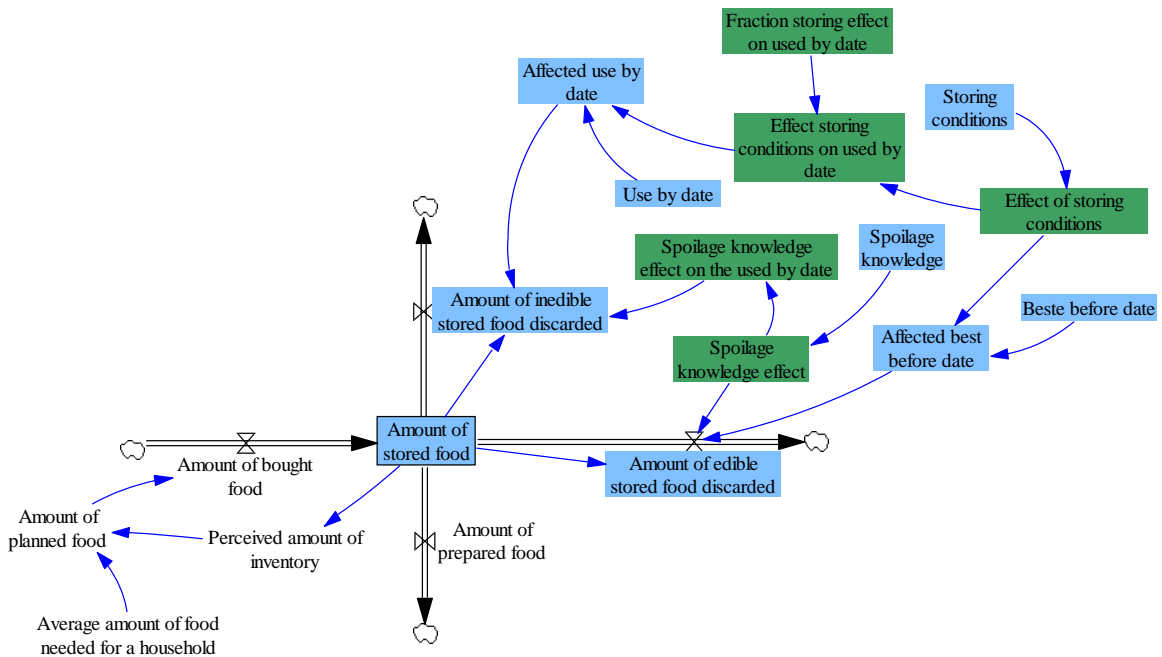 Fraction storing effect
on used by date
Affected use by
date
Storing
conditions
Effect storing
conditions on used by
date
Use by date
Effect of storing
conditions
Spoilage knowledge
effect on the used by date
Spoilage
knowledge
Amount of inedible
stored food discarded
Beste before date
Affected best
before date
Spoilage
knowledge effect
Amount of
stored food
Amount of bought
food
Amount of edible
stored food discarded
Amount of
planned food
Perceived amount of
inventory
Amount of
prepared food
Average amount of food
needed for a household